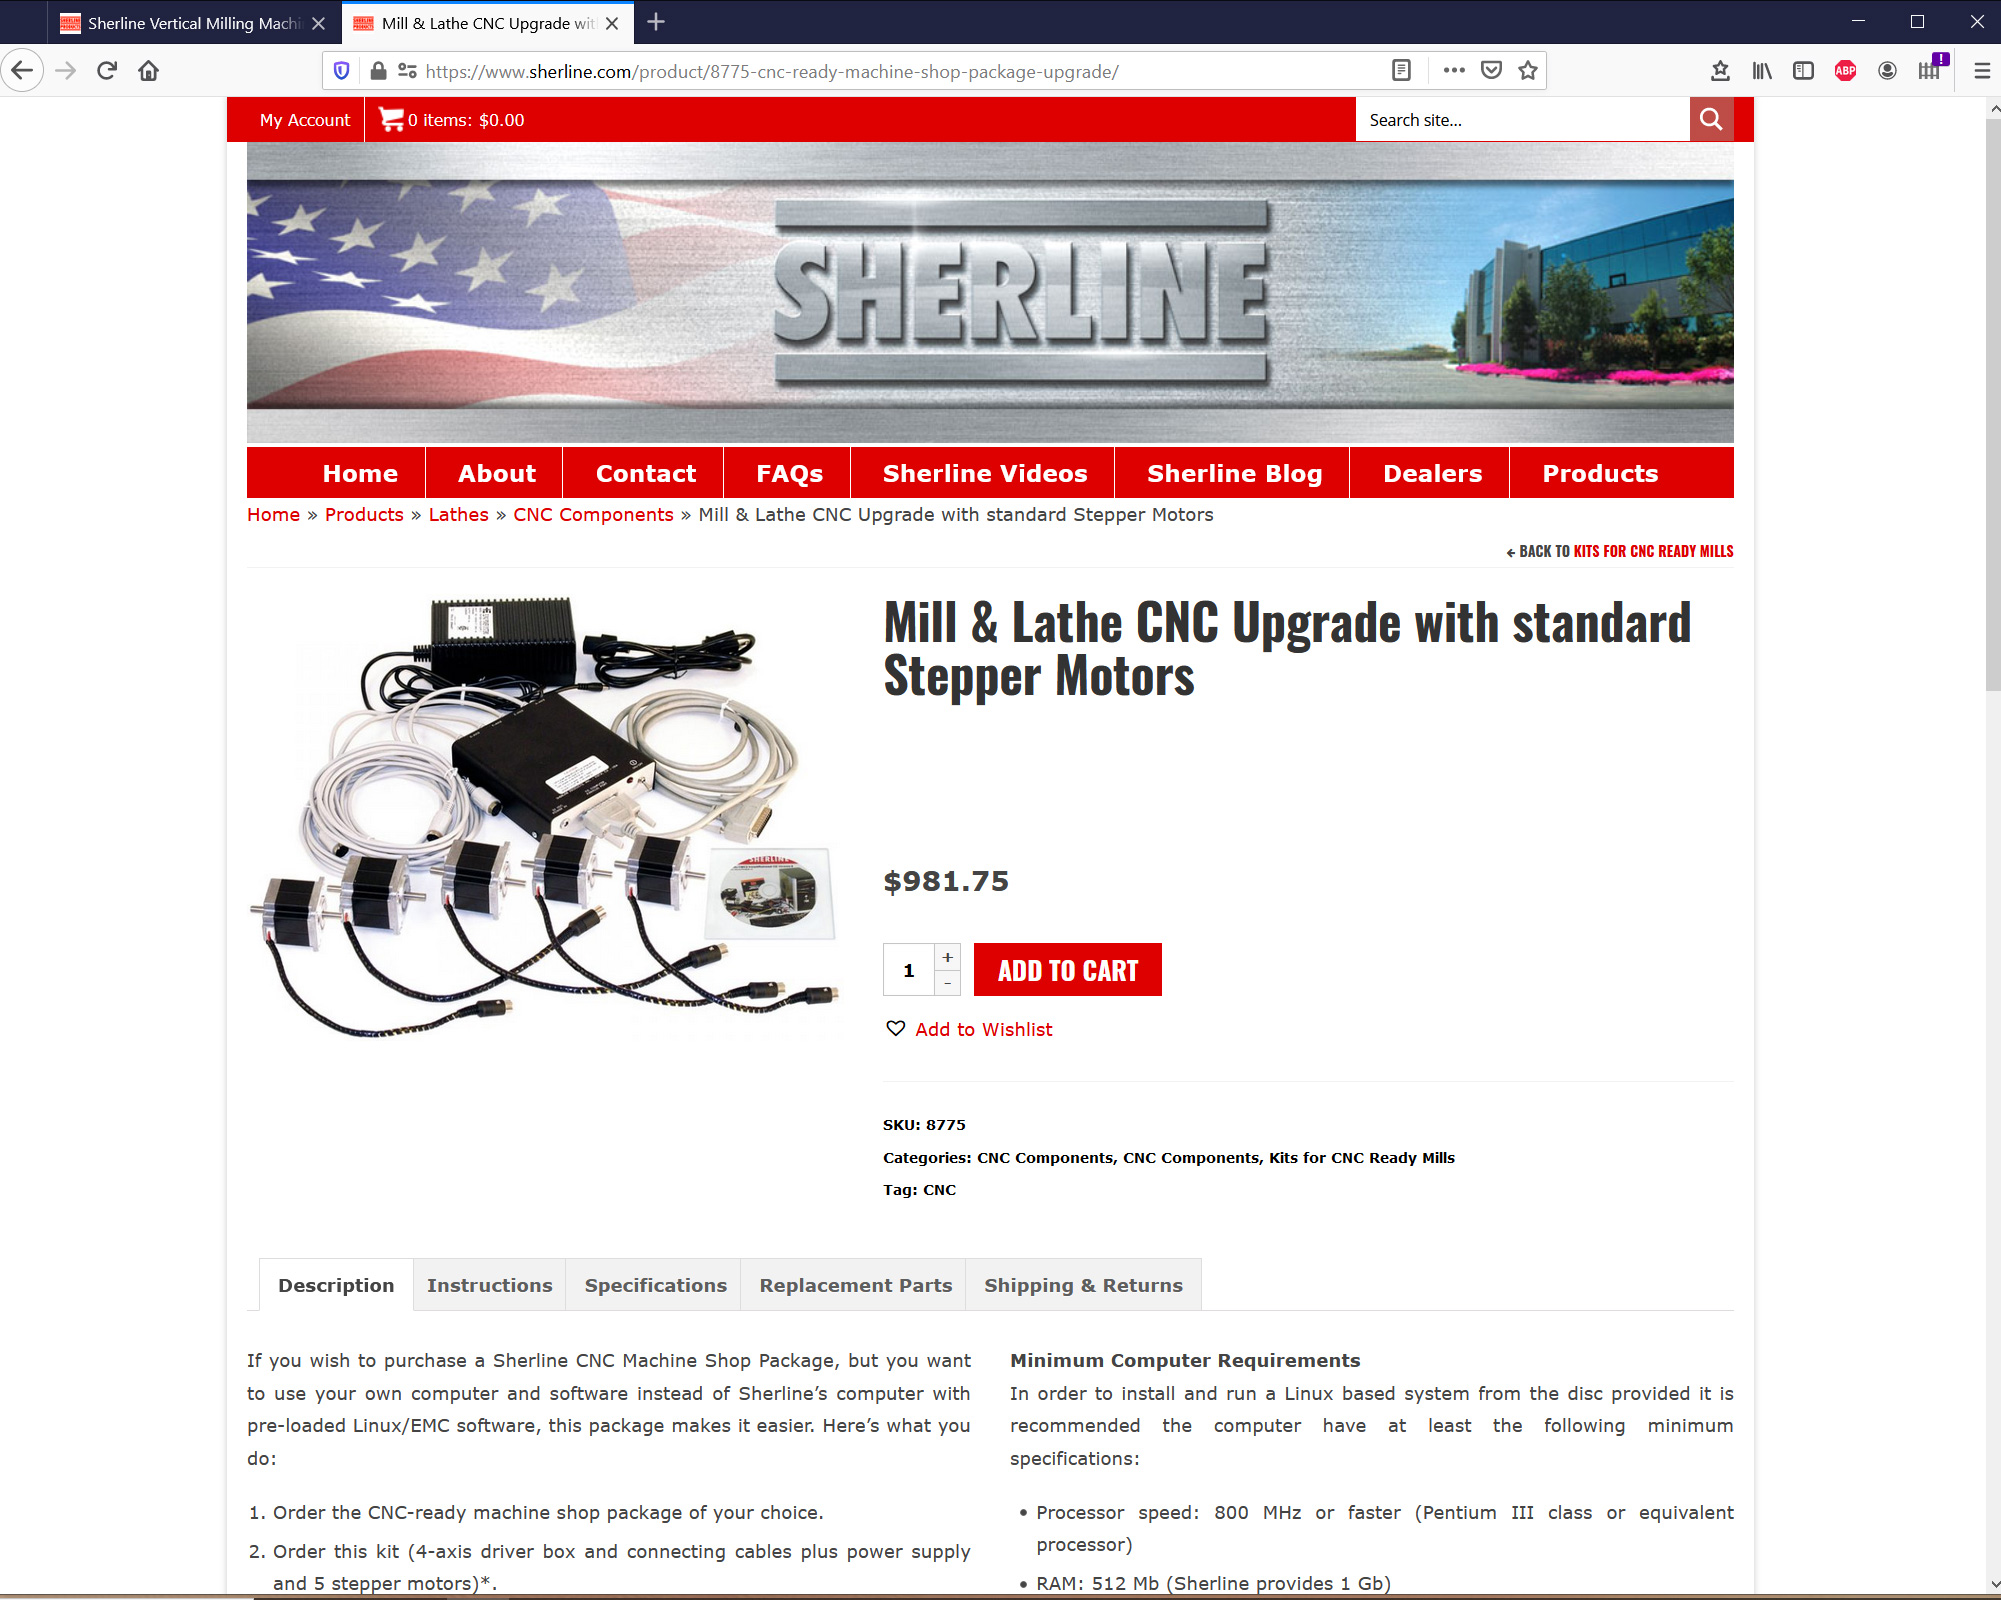 Sherline Vertical Milling Machi
Mill & Lathe CNC Upgrade wit
https://www.sherline.com/product/8775-cnc-ready-machine-shop-package-upgrade/
ABP
!
My Account
0 items: $0.00
Search site...
SHERLINE
Home
About
Contact
FAQs
Sherline Videos
Sherline Blog
Dealers
Products
Home » Products » Lathes » CNC Components » Mill & Lathe CNC Upgrade with standard Stepper Motors
← BACK TO KITS FOR CNC READY MILLS
Mill & Lathe CNC Upgrade with standard
Stepper Motors
SHERLINE
$981.75
1
+
-
ADD TO CART
Add to Wishlist
SKU: 8775
Categories: CNC Components, CNC Components, Kits for CNC Ready Mills
Tag: CNC
Description
Instructions
Specifications
Replacement Parts
Shipping & Returns
If you wish to purchase a Sherline CNC Machine Shop Package, but you want
to use your own computer and software instead of Sherline’s computer with
pre-loaded Linux/EMC software, this package makes it easier. Here’s what you
do:
1. Order the CNC-ready machine shop package of your choice.
2. Order this kit (4-axis driver box and connecting cables plus power supply
and 5 stepper motors)*.
Minimum Computer Requirements
In order to install and run a Linux based system from the disc provided it is
recommended the computer have at least the following minimum
specifications:
• Processor speed: 800 MHz or faster (Pentium III class or equivalent
processor)
• RAM: 512 Mb (Sherline provides 1 Gb)